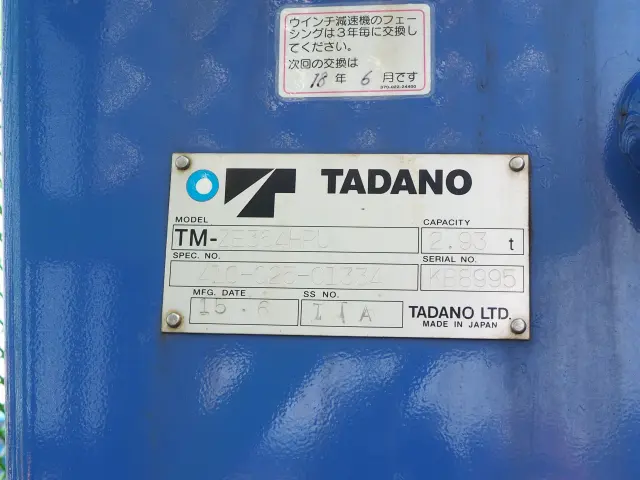 ウインチ減速機のフェー
シングは３年毎に交換し
てください。
次回の交換は
18 年 6 月です
TADANO
MODEL
CAPACITY
TM-
2.93 t
SPEC. NO.
SERIAL NO.
KB8995
MFG. DATE
SS NO.
15.6
TADANO LTD.
MADE IN JAPAN